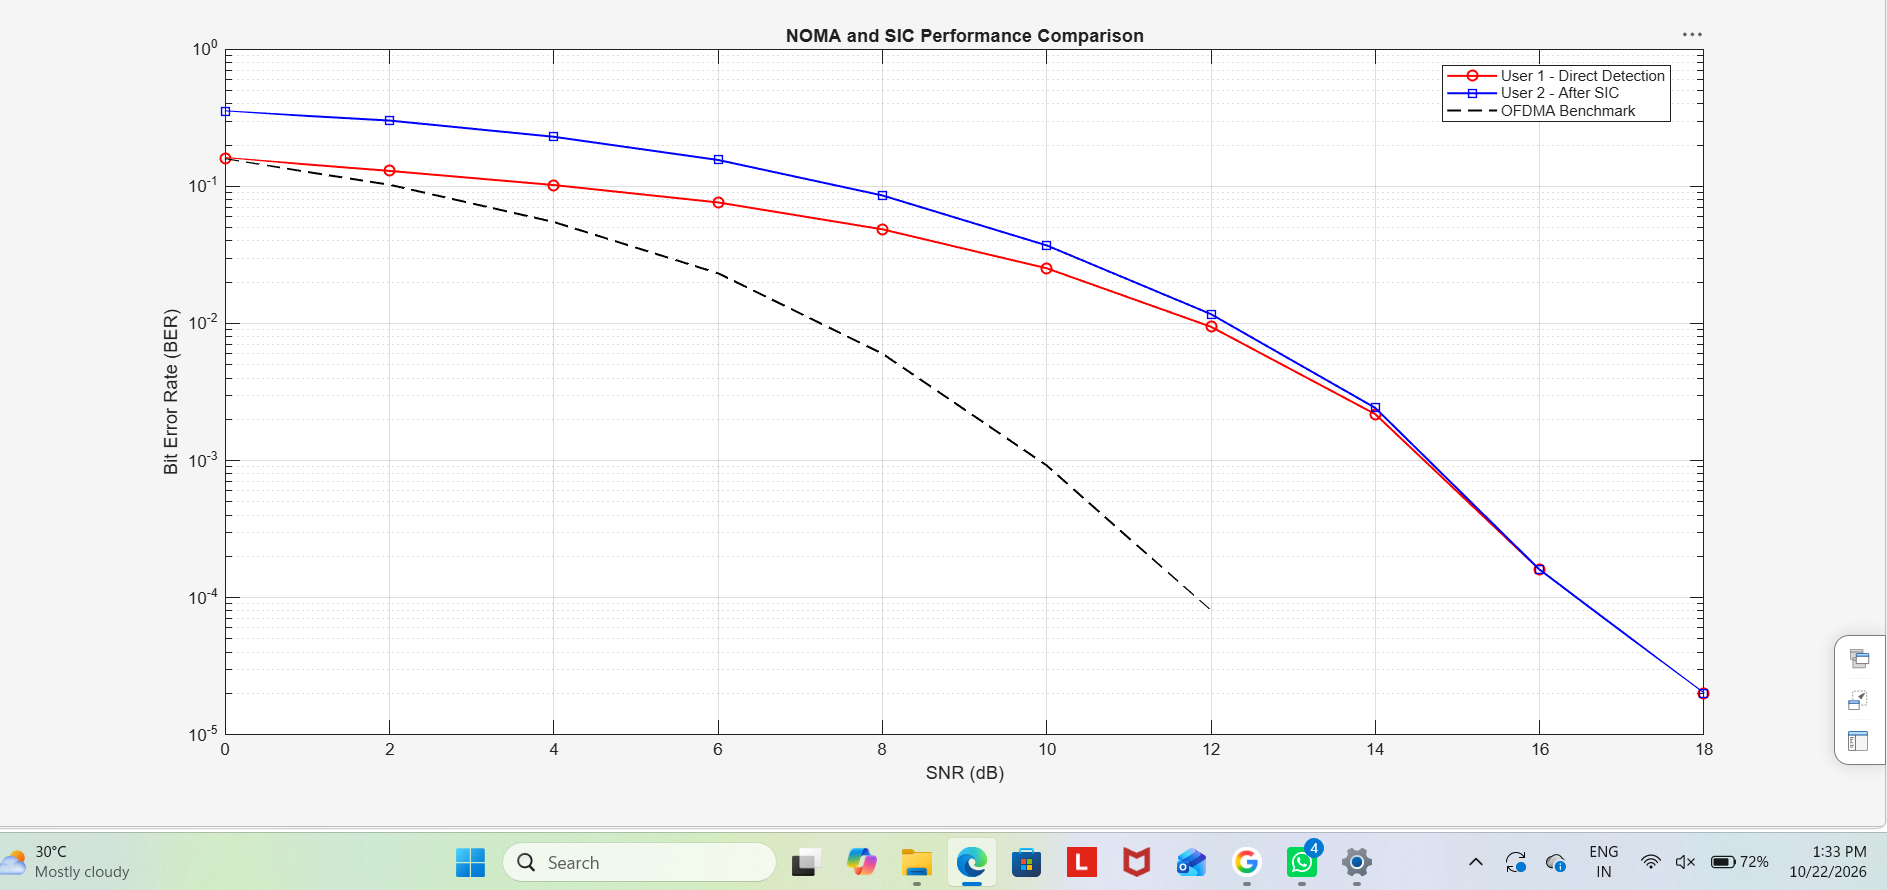 NOMA and SIC Performance Comparison
User 1 - Direct Detection
User 2 - After SIC
OFDMA Benchmark
Bit Error Rate (BER)
10^0
10^-1
10^-2
10^-3
10^-4
10^-5
0 2 4 6 8 10 12 14 16 18
SNR (dB)
30°C
Mostly cloudy
Search
L
G
4
ENG
IN
72%
1:33 PM
10/22/2026